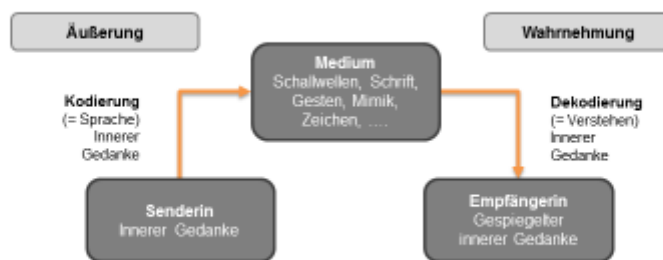 Äußerung
Wahrnehmung
Medium
Schallwellen, Schrift,
Gesten, Mimik,
Zeichen, ....
Kodierung
(= Sprache)
Innerer
Gedanke
Dekodierung
(= Verstehen)
Innerer
Gedanke
Senderin
Innerer Gedanke
Empfängerin
Gespiegelter
innerer Gedanke